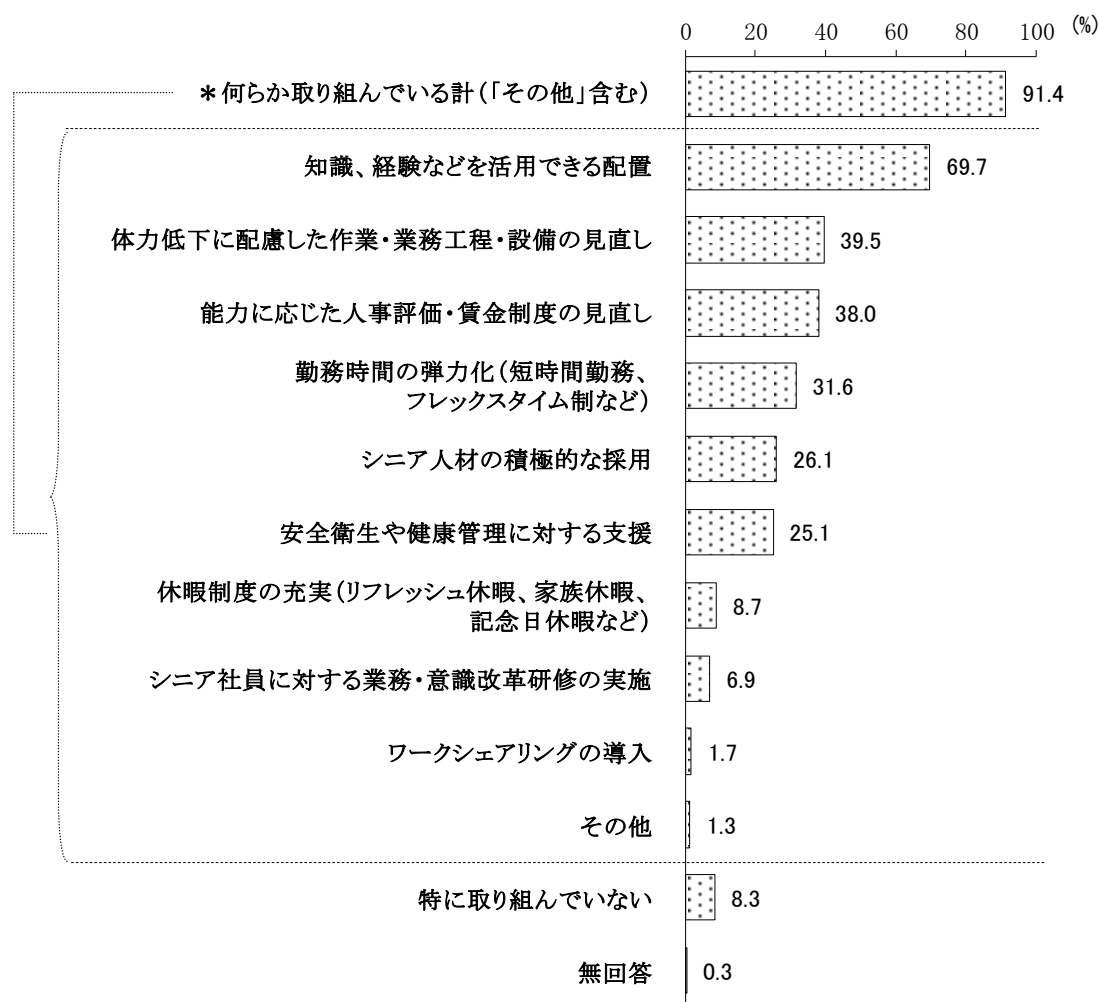 0 20 40 60 80 100 (%)
＊何らか取り組んでいる計（「その他」含む） 91.4
知識、経験などを活用できる配置 69.7
体力低下に配慮した作業・業務工程・設備の見直し 39.5
能力に応じた人事評価・賃金制度の見直し 38.0
勤務時間の弾力化（短時間勤務、
フレックスタイム制など） 31.6
シニア人材の積極的な採用 26.1
安全衛生や健康管理に対する支援 25.1
休暇制度の充実（リフレッシュ休暇、家族休暇、
記念日休暇など） 8.7
シニア社員に対する業務・意識改革研修の実施 6.9
ワークシェアリングの導入 1.7
その他 1.3
特に取り組んでいない 8.3
無回答 0.3